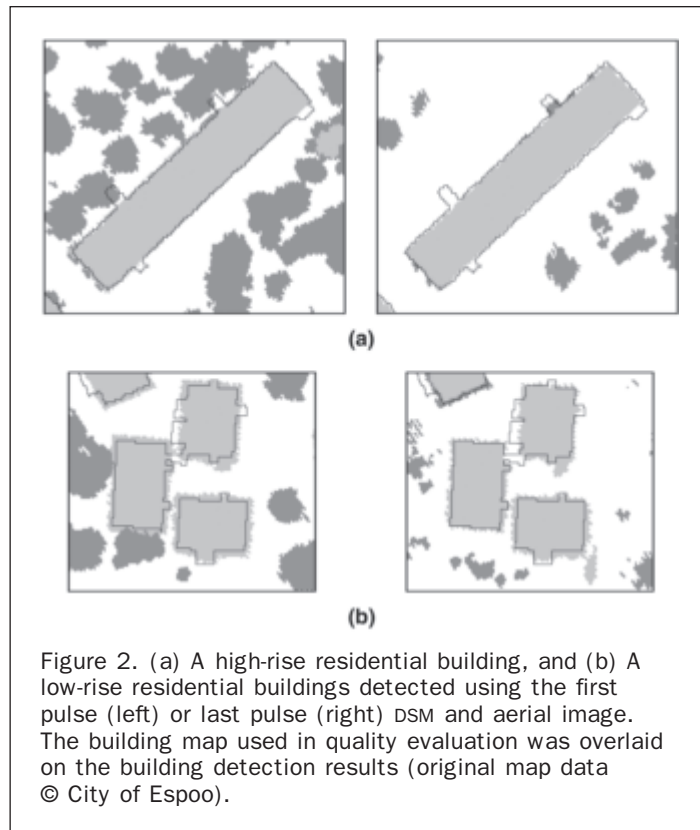 (a)
(b)
Figure 2. (a) A high-rise residential building, and (b) A
low-rise residential buildings detected using the first
pulse (left) or last pulse (right) DSM and aerial image.
The building map used in quality evaluation was overlaid
on the building detection results (original map data
© City of Espoo).